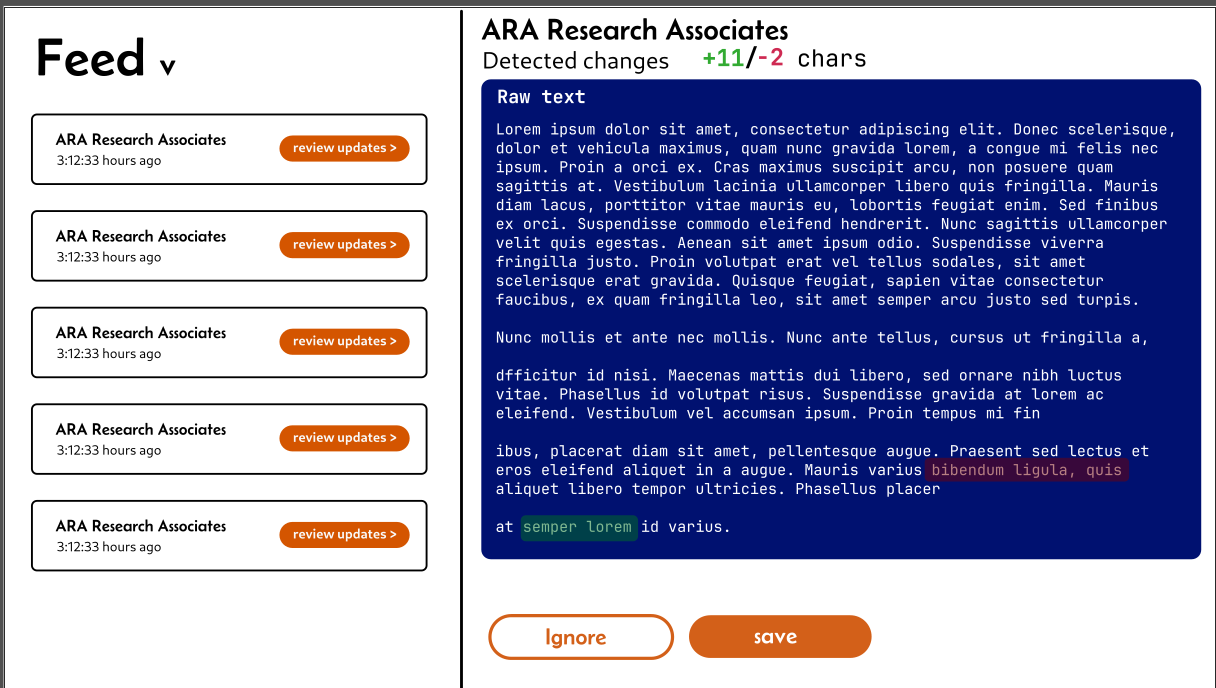 Feed v
ARA Research Associates
3:12:33 hours ago
review updates >
ARA Research Associates
3:12:33 hours ago
review updates >
ARA Research Associates
3:12:33 hours ago
review updates >
ARA Research Associates
3:12:33 hours ago
review updates >
ARA Research Associates
3:12:33 hours ago
review updates >
ARA Research Associates
Detected changes +11/-2 chars
Raw text
Lorem ipsum dolor sit amet, consectetur adipiscing elit. Donec scelerisque,
dolor et vehicula maximus, quam nunc gravida lorem, a congue mi felis nec
ipsum. Proin a orci ex. Cras maximus suscipit arcu, non posuere quam
sagittis at. Vestibulum lacinia ullamcorper libero quis fringilla. Mauris
diam lacus, porttitor vitae mauris eu, lobortis feugiat enim. Sed finibus
ex orci. Suspendisse commodo eleifend hendrerit. Nunc sagittis ullamcorper
velit quis egestas. Aenean sit amet ipsum odio. Suspendisse viverra
fringilla justo. Proin volutpat erat vel tellus sodales, sit amet
scelerisque erat gravida. Quisque feugiat, sapien vitae consectetur
faucibus, ex quam fringilla leo, sit amet semper arcu justo sed turpis.
Nunc mollis et ante nec mollis. Nunc ante tellus, cursus ut fringilla a,
dfficitur id nisi. Maecenas mattis dui libero, sed ornare nibh luctus
vitae. Phasellus id volutpat risus. Suspendisse gravida at lorem ac
eleifend. Vestibulum vel accumsan ipsum. Proin tempus mi fin
ibus, placerat diam sit amet, pellentesque augue. Praesent sed lectus et
eros eleifend aliquet in a augue. Mauris varius bibendum ligula, quis
aliquet libero tempor ultricies. Phasellus placer
at semper lorem id varius.
Ignore
save